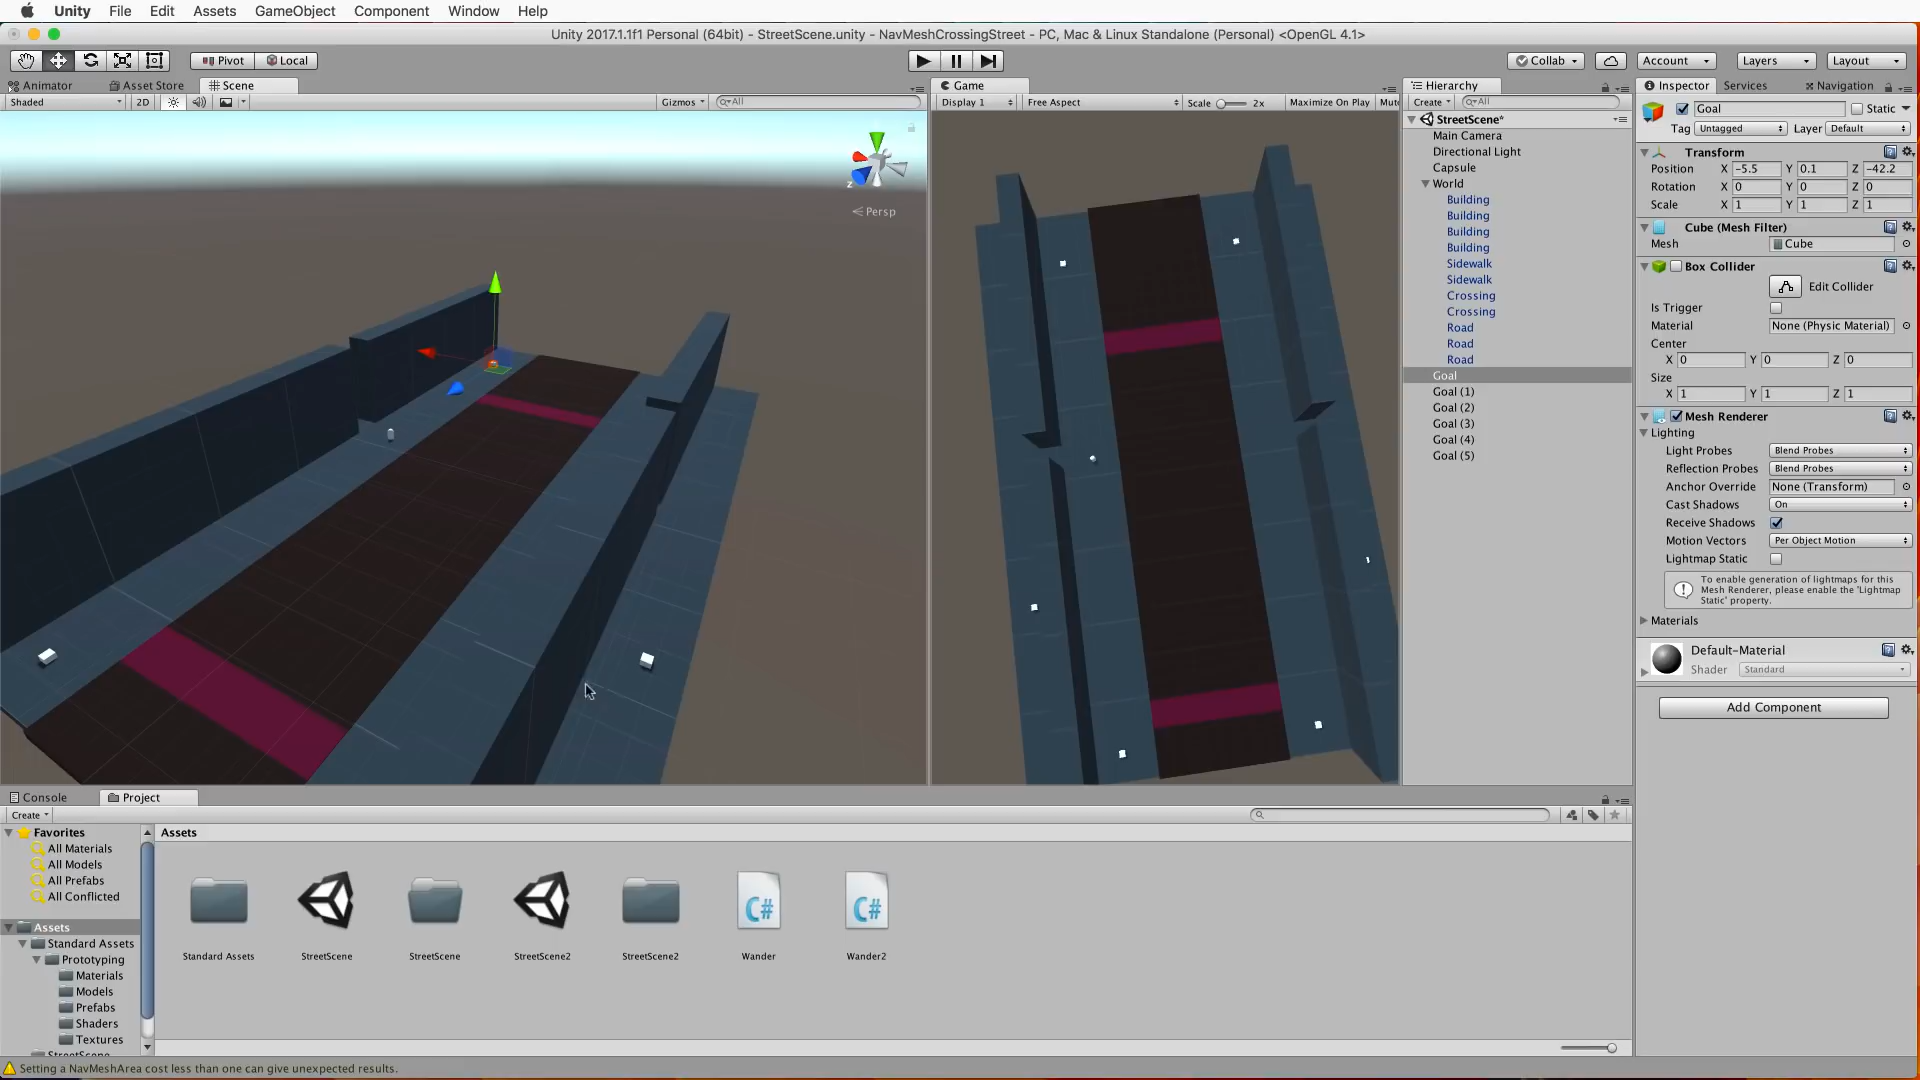 Unity File Edit Assets GameObject Component Window Help
Unity 2017.1.1f1 Personal (64bit) - StreetScene.unity - NavMeshCrossingStreet - PC, Mac & Linux Standalone (Personal) <OpenGL 4.1>
Pivot Local
Collab Account Layers Layout
Animator Asset Store Scene
Shaded 2D Gizmos All
z
Persp
Game
Display 1 Free Aspect Scale 2x Maximize On Play Mut
Hierarchy
Create All
StreetScene*
Main Camera
Directional Light
Capsule
World
Building
Building
Building
Building
Sidewalk
Sidewalk
Crossing
Crossing
Road
Road
Road
Goal
Goal (1)
Goal (2)
Goal (3)
Goal (4)
Goal (5)
Inspector Services Navigation
Goal Static
Tag Untagged Layer Default
Transform
Position X -5.5 Y 0.1 Z -42.2
Rotation X 0 Y 0 Z 0
Scale X 1 Y 1 Z 1
Cube (Mesh Filter)
Mesh Cube
Box Collider
Edit Collider
Is Trigger
Material None (Physic Material)
Center
X 0 Y 0 Z 0
Size
X 1 Y 1 Z 1
Mesh Renderer
Lighting
Light Probes Blend Probes
Reflection Probes Blend Probes
Anchor Override None (Transform)
Cast Shadows On
Receive Shadows
Motion Vectors Per Object Motion
Lightmap Static
To enable generation of lightmaps for this
Mesh Renderer, please enable the 'Lightmap
Static' property.
Materials
Default-Material
Shader Standard
Add Component
Console Project
Create
Favorites
All Materials
All Models
All Prefabs
All Conflicted
Assets
Standard Assets
Prototyping
Materials
Models
Prefabs
Shaders
Textures
StreetScene
Assets
Standard Assets StreetScene StreetScene StreetScene2 StreetScene2 Wander Wander2
C# C#
Setting a NavMeshArea cost less than one can give unexpected results.